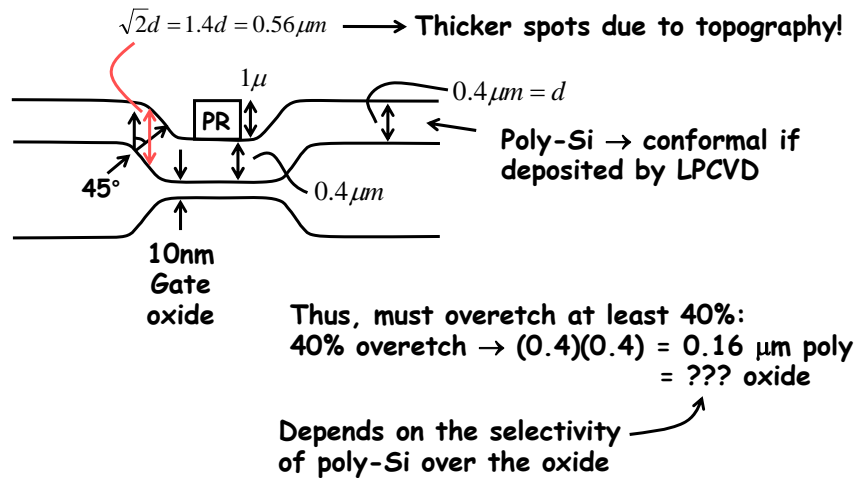 √2d = 1.4d = 0.56μm → Thicker spots due to topography!
1μ
PR
0.4μm = d
Poly-Si → conformal if
deposited by LPCVD
45°
0.4μm
10nm
Gate
oxide
Thus, must overetch at least 40%:
40% overetch → (0.4)(0.4) = 0.16 μm poly
= ??? oxide
Depends on the selectivity
of poly-Si over the oxide